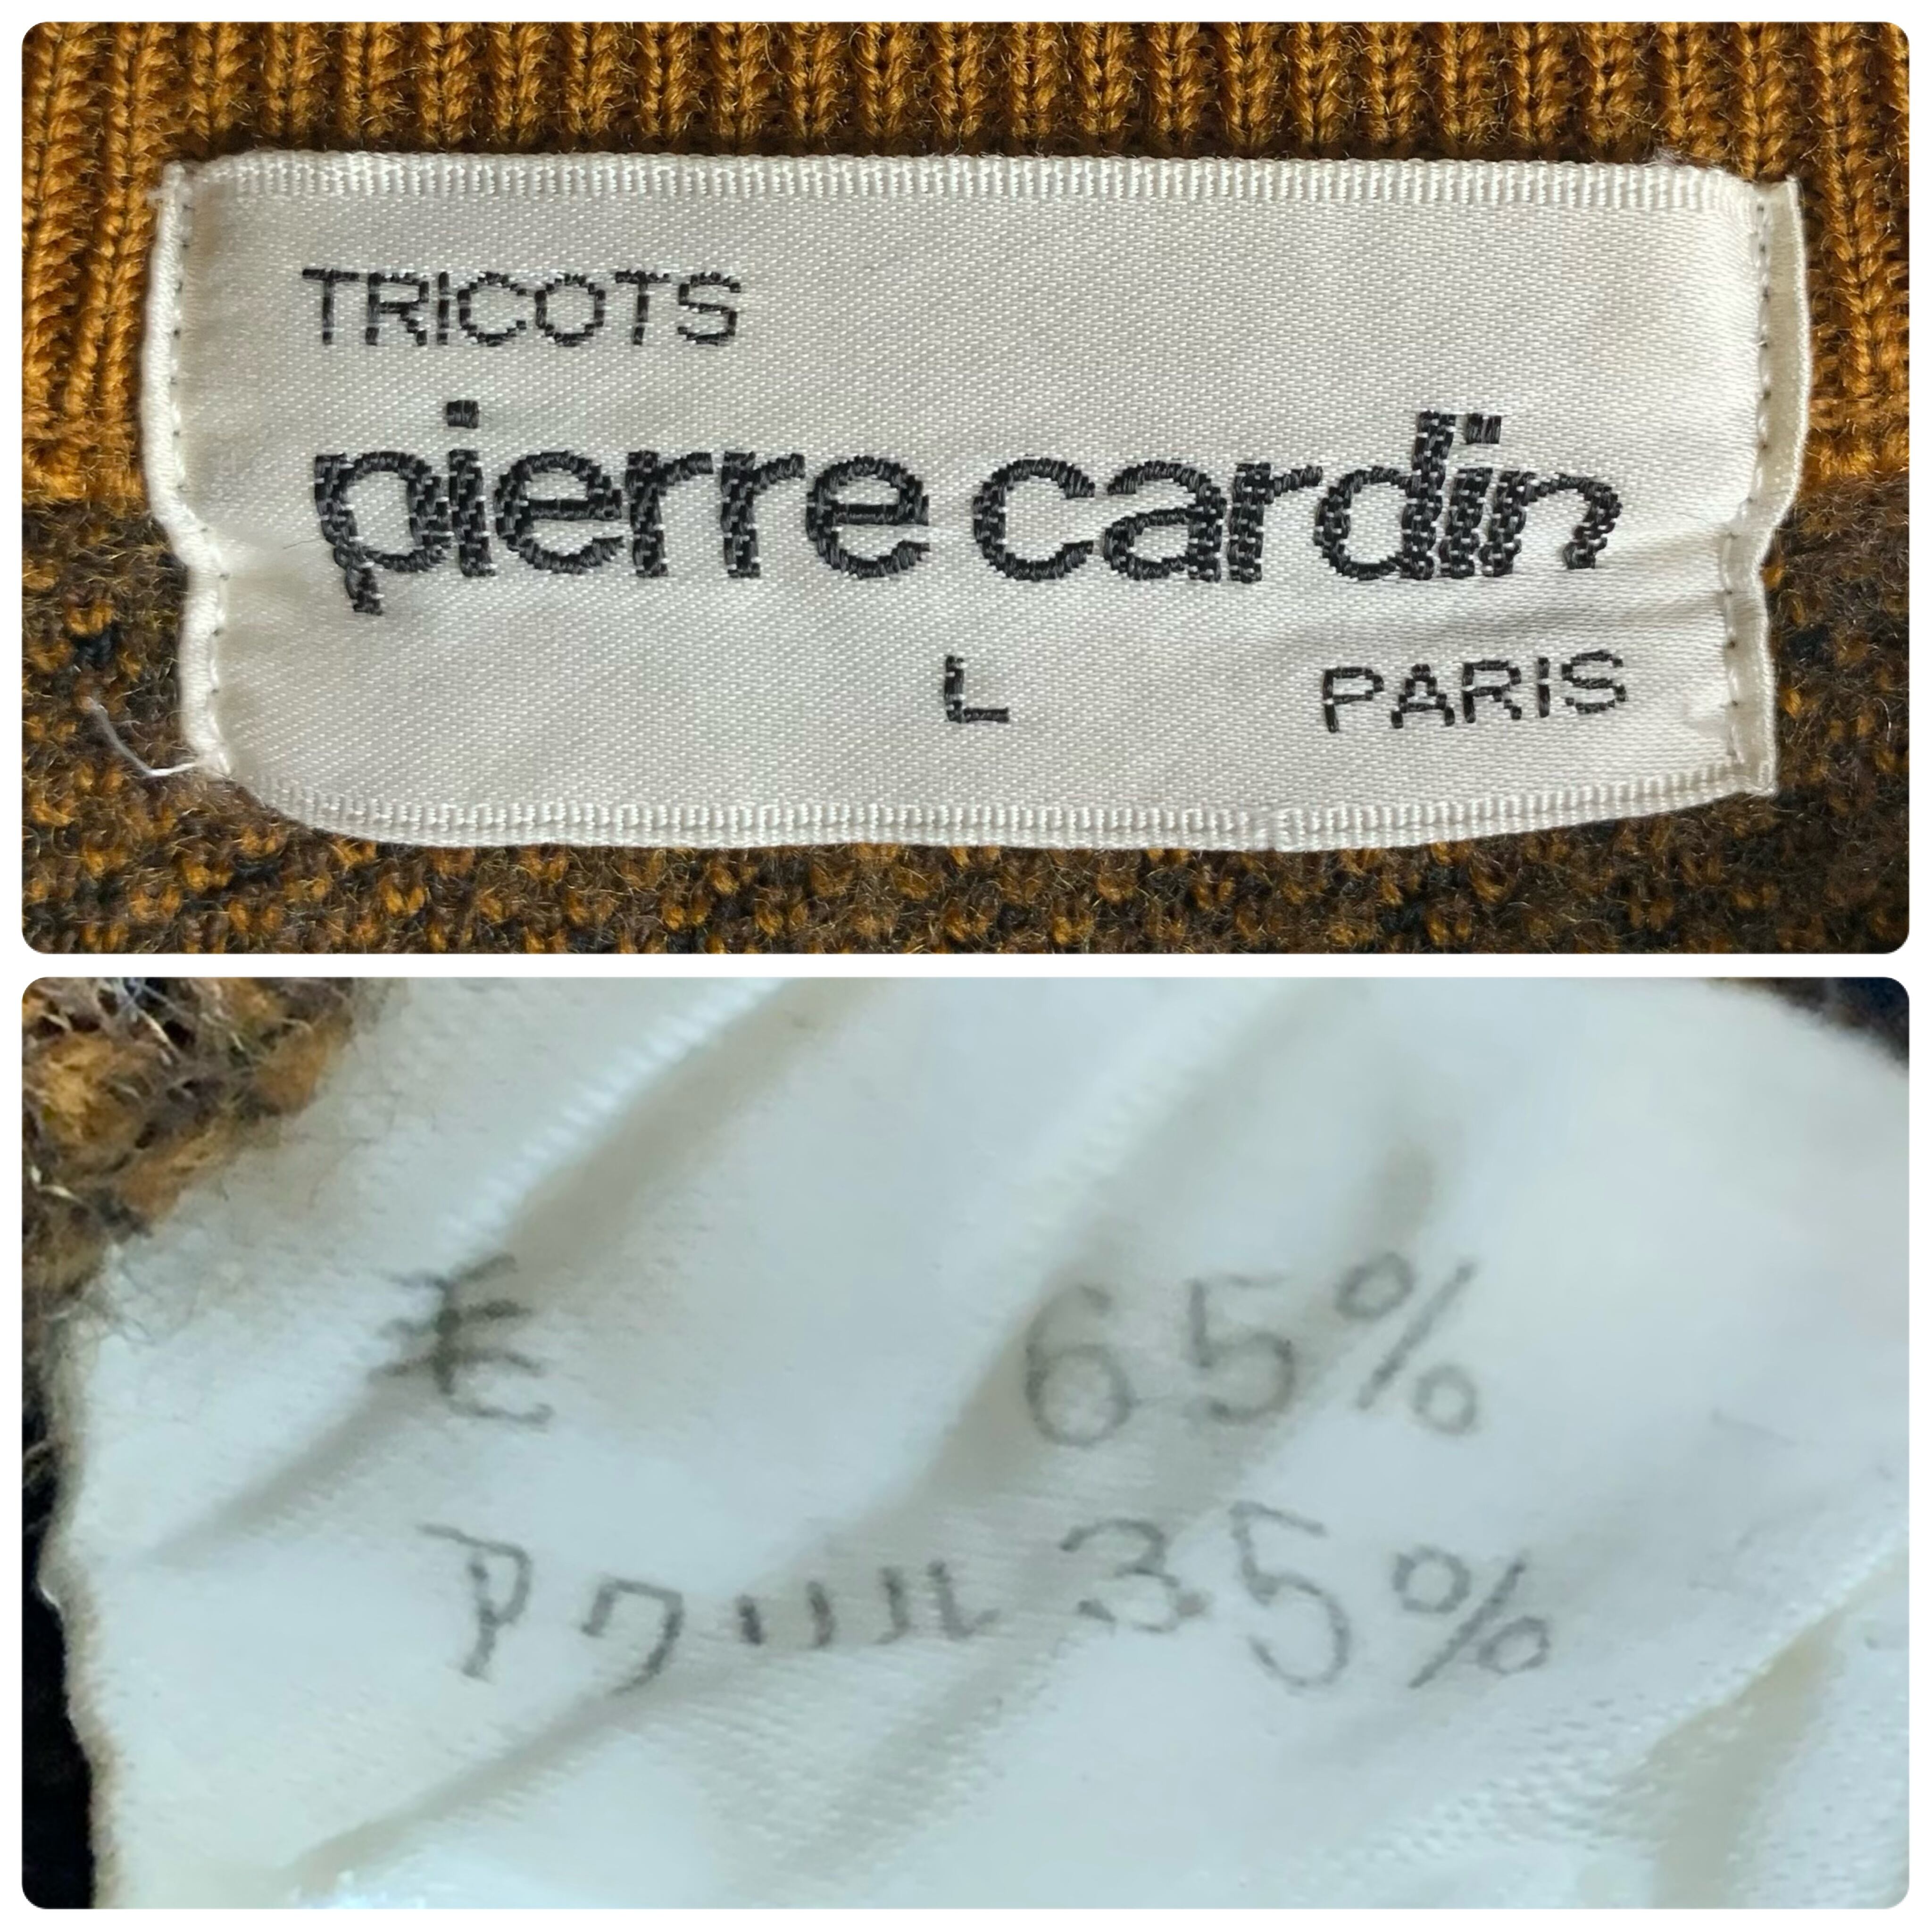 TRICOTS
pierre cardin
L PARIS
毛 65%
アクリル 35%